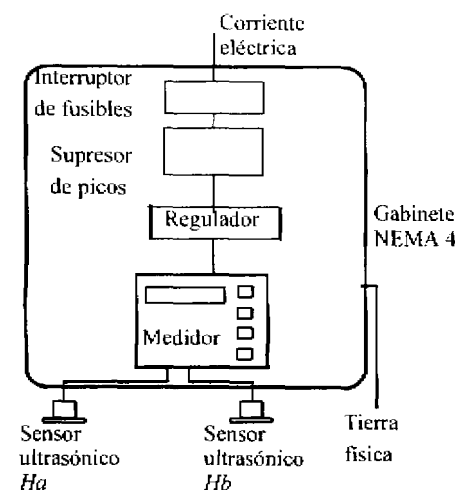 Corriente
eléctrica
Interruptor
de fusibles
Supresor
de picos
Regulador
Gabinete
NEMA 4
Medidor
Sensor
ultrasónico
Ha
Sensor
ultrasónico
Hb
Tierra
física